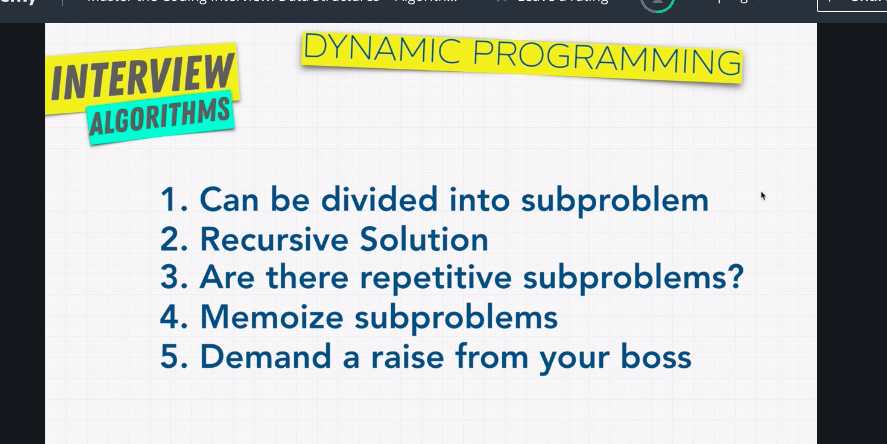 INTERVIEW
ALGORITHMS
DYNAMIC PROGRAMMING
1. Can be divided into subproblem
2. Recursive Solution
3. Are there repetitive subproblems?
4. Memoize subproblems
5. Demand a raise from your boss